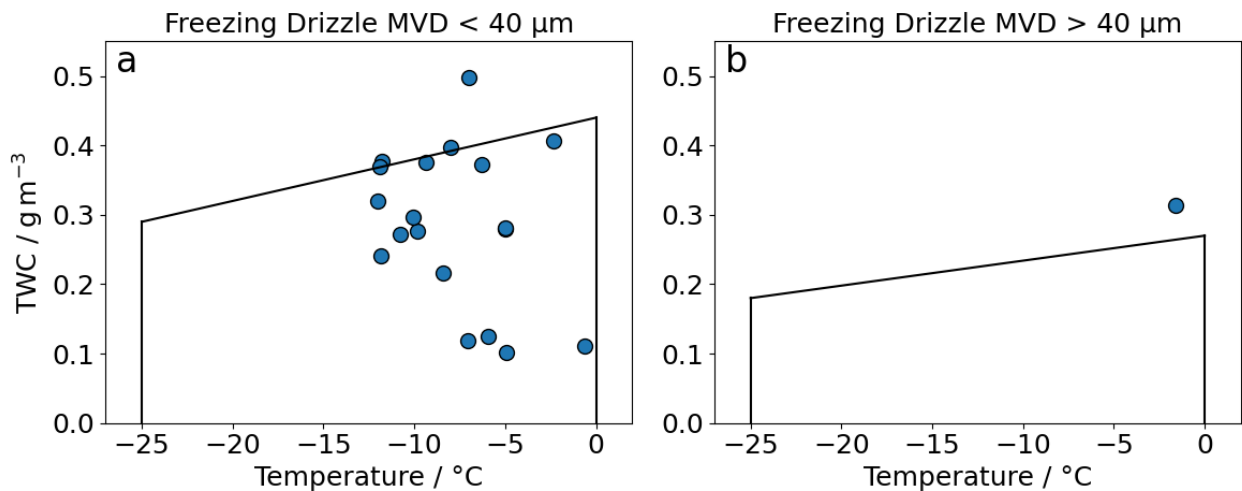 Freezing Drizzle MVD < 40 µm
a
0.5
0.4
0.3
0.2
0.1
0.0
TWC / g m⁻³
−25 −20 −15 −10 −5 0
Temperature / °C
Freezing Drizzle MVD > 40 µm
b
0.5
0.4
0.3
0.2
0.1
0.0
−25 −20 −15 −10 −5 0
Temperature / °C